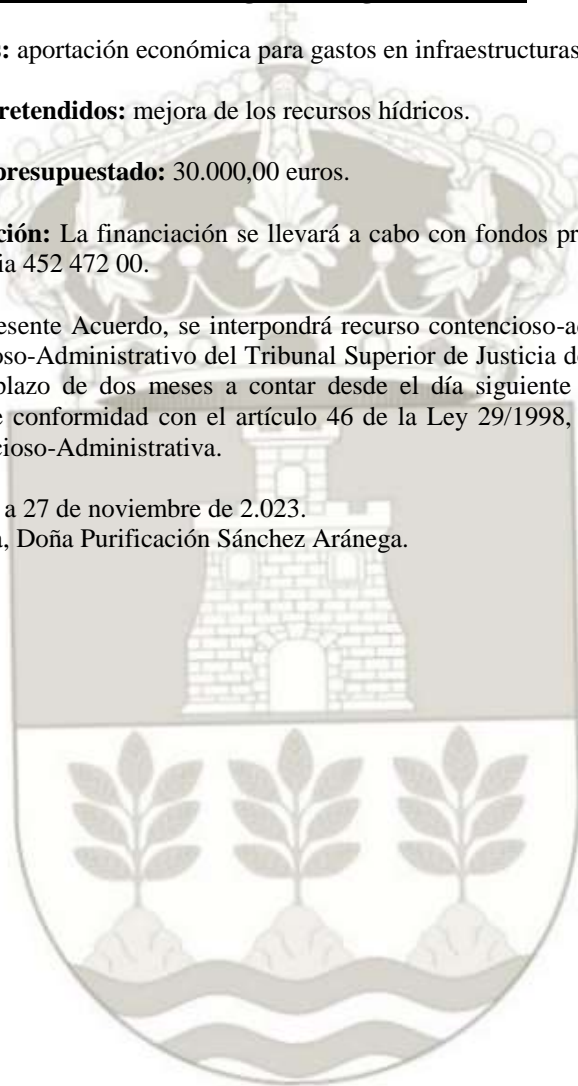 s: aportación económica para gastos en infraestructuras
retendidos: mejora de los recursos hídricos.
presupuestado: 30.000,00 euros.
ción: La financiación se llevará a cabo con fondos pr
ia 452 472 00.
esente Acuerdo, se interpondrá recurso contencioso-a
oso-Administrativo del Tribunal Superior de Justicia d
plazo de dos meses a contar desde el día siguiente
e conformidad con el artículo 46 de la Ley 29/1998,
cioso-Administrativa.
a 27 de noviembre de 2.023.
a, Doña Purificación Sánchez Aránega.